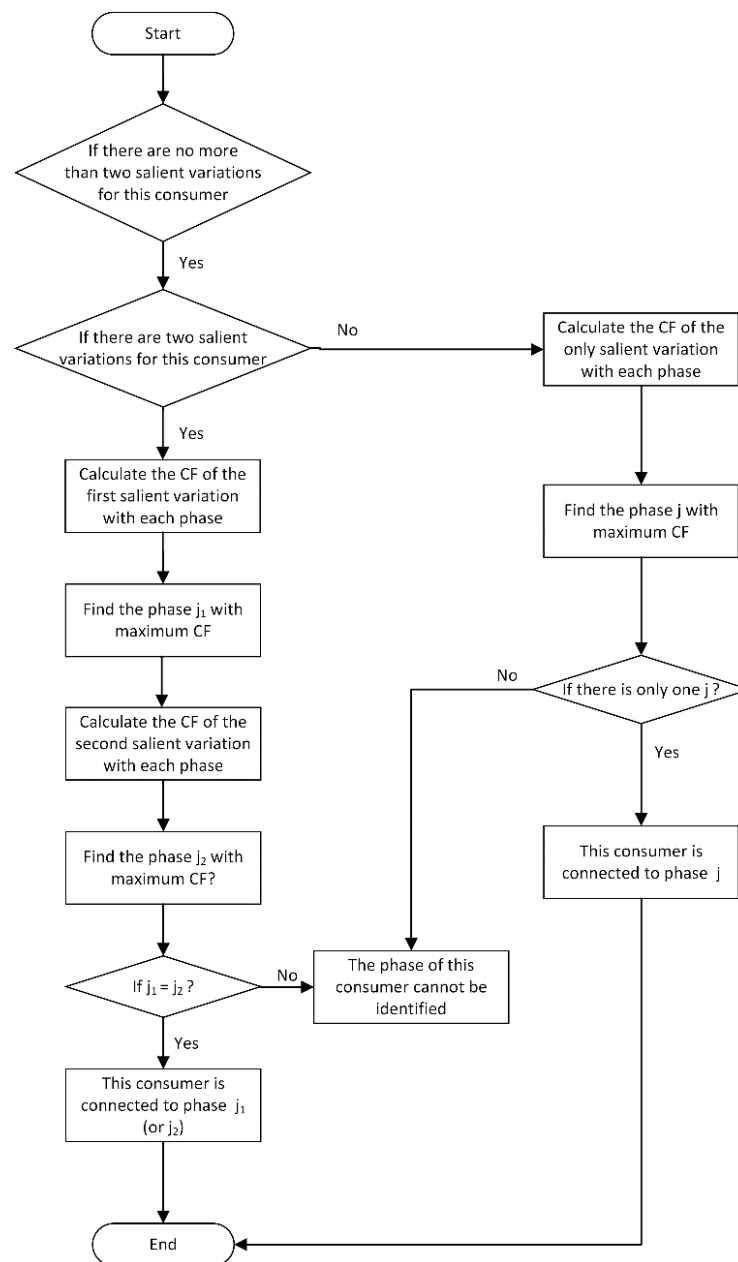 Start
If there are no more
than two salient variations
for this consumer
Yes
If there are two salient
variations for this consumer
No
Calculate the CF of the
only salient variation
with each phase
Yes
Calculate the CF of the
first salient variation
with each phase
Find the phase j with
maximum CF
Find the phase j₁ with
maximum CF
No
If there is only one j ?
Calculate the CF of the
second salient variation
with each phase
Yes
Find the phase j₂ with
maximum CF?
This consumer is
connected to phase j
If j₁ = j₂ ?
No
The phase of this
consumer cannot be
identified
Yes
This consumer is
connected to phase j₁
(or j₂)
End